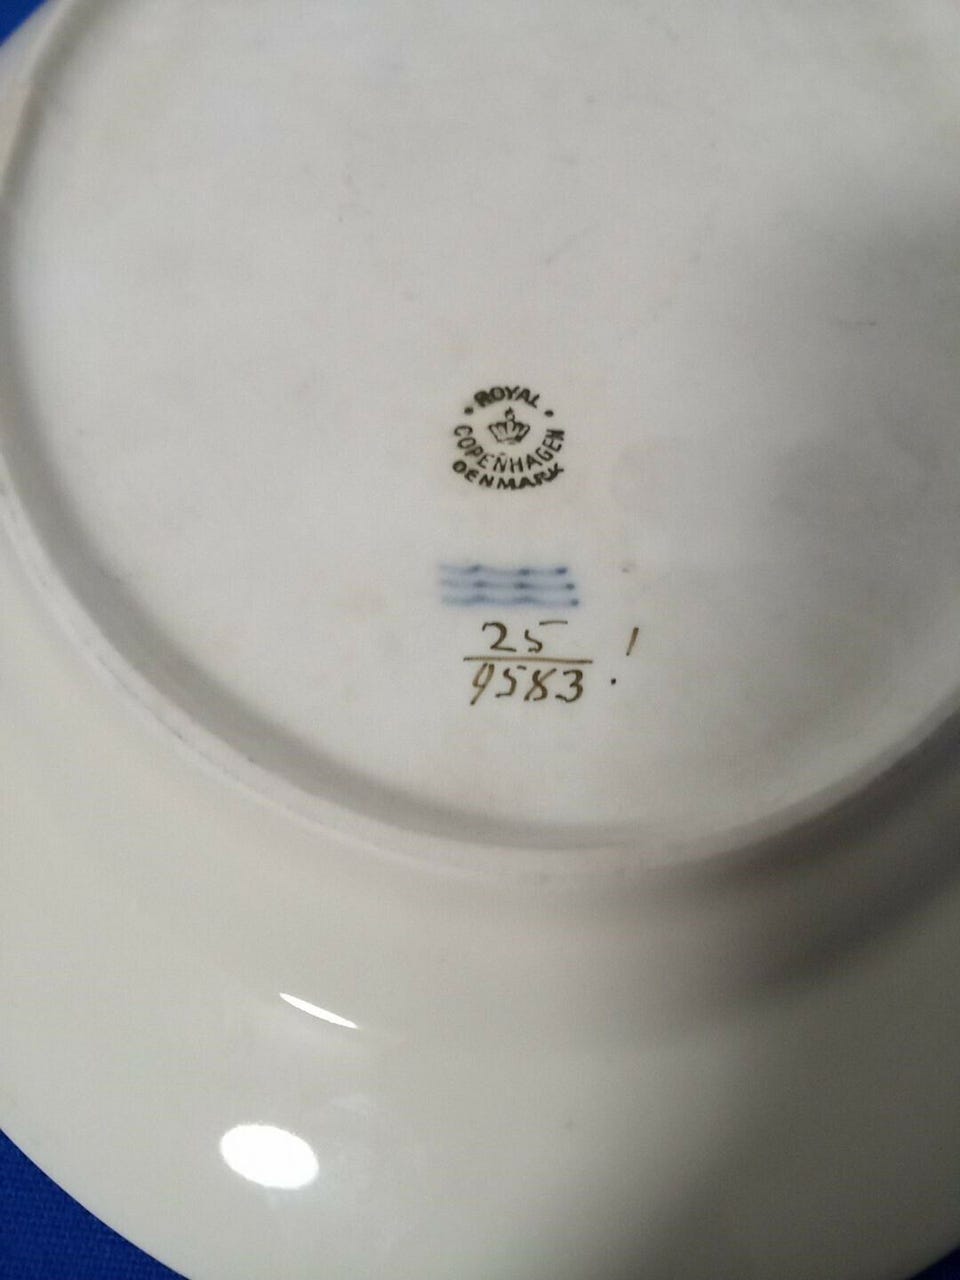 ROYAL
COPENHAGEN
DENMARK
25
9583